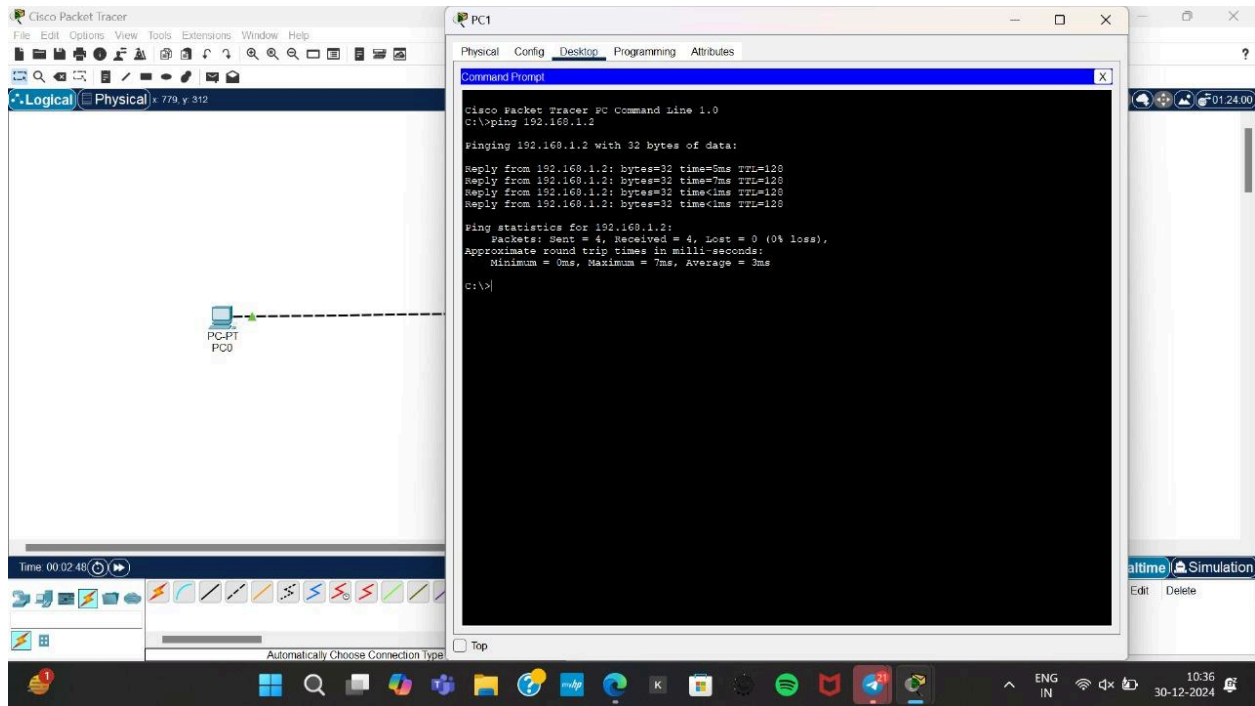 Cisco Packet Tracer
File Edit Options View Tools Extensions Window Help
Logical Physical x: 779, y: 312
PC-PT
PC0
Time: 00:02:48
Automatically Choose Connection Type
PC1
Physical Config Desktop Programming Attributes
Command Prompt
X
Cisco Packet Tracer PC Command Line 1.0
C:\>ping 192.168.1.2
Pinging 192.168.1.2 with 32 bytes of data:
Reply from 192.168.1.2: bytes=32 time=5ms TTL=128
Reply from 192.168.1.2: bytes=32 time=7ms TTL=128
Reply from 192.168.1.2: bytes=32 time<1ms TTL=128
Reply from 192.168.1.2: bytes=32 time<1ms TTL=128
Ping statistics for 192.168.1.2:
Packets: Sent = 4, Received = 4, Lost = 0 (0% loss),
Approximate round trip times in milli-seconds:
Minimum = 0ms, Maximum = 7ms, Average = 3ms
C:\>
Top
?
01:24:00
altime Simulation
Edit Delete
1
myhp
K
21
ENG
IN
10:36
30-12-2024